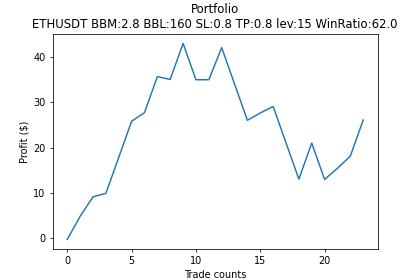 Portfolio
ETHUSDT BBM:2.8 BBL:160 SL:0.8 TP:0.8 lev:15 WinRatio:62.0
40
30
20
10
0
Profit ($)
0 5 10 15 20
Trade counts